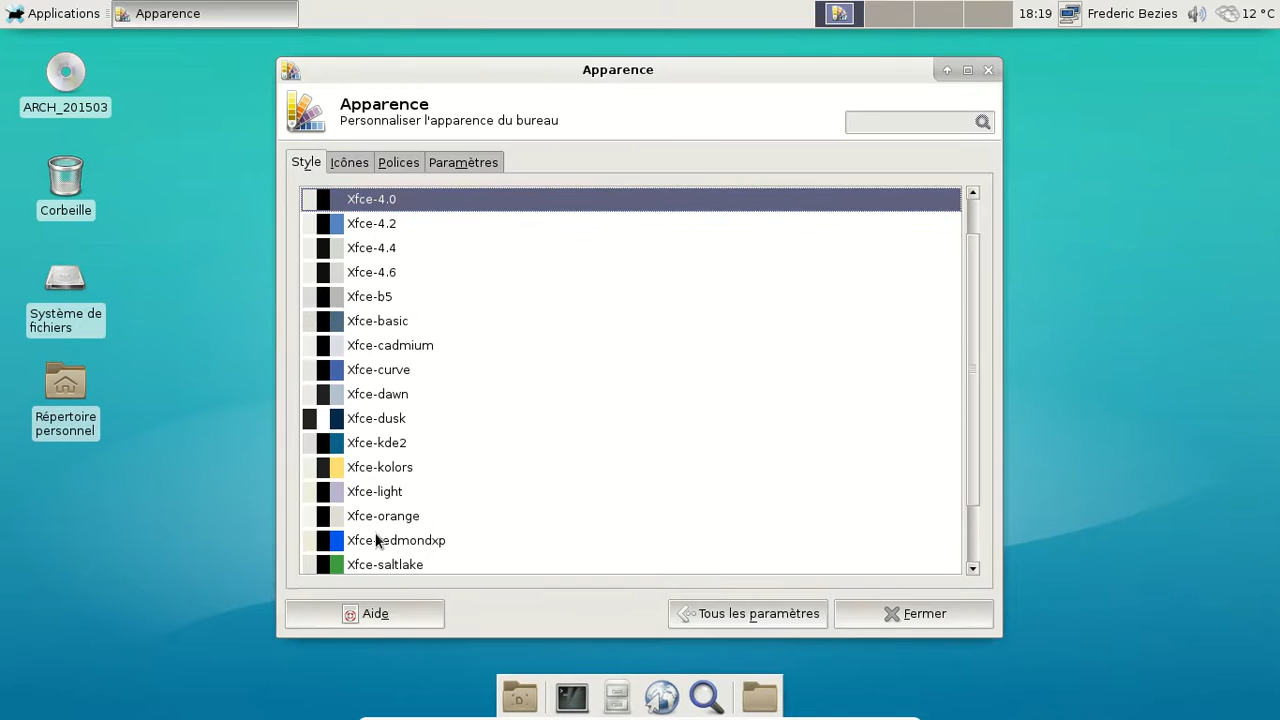 Applications
Apparence
18:19
Frederic Bezies
12 °C
ARCH_201503
Corbeille
Système de
fichiers
Répertoire
personnel
Apparence
Apparence
Personnaliser l'apparence du bureau
Style
Icônes
Polices
Paramètres
Xfce-4.0
Xfce-4.2
Xfce-4.4
Xfce-4.6
Xfce-b5
Xfce-basic
Xfce-cadmium
Xfce-curve
Xfce-dawn
Xfce-dusk
Xfce-kde2
Xfce-kolors
Xfce-light
Xfce-orange
Xfce-redmondxp
Xfce-saltlake
Aide
Tous les paramètres
Fermer